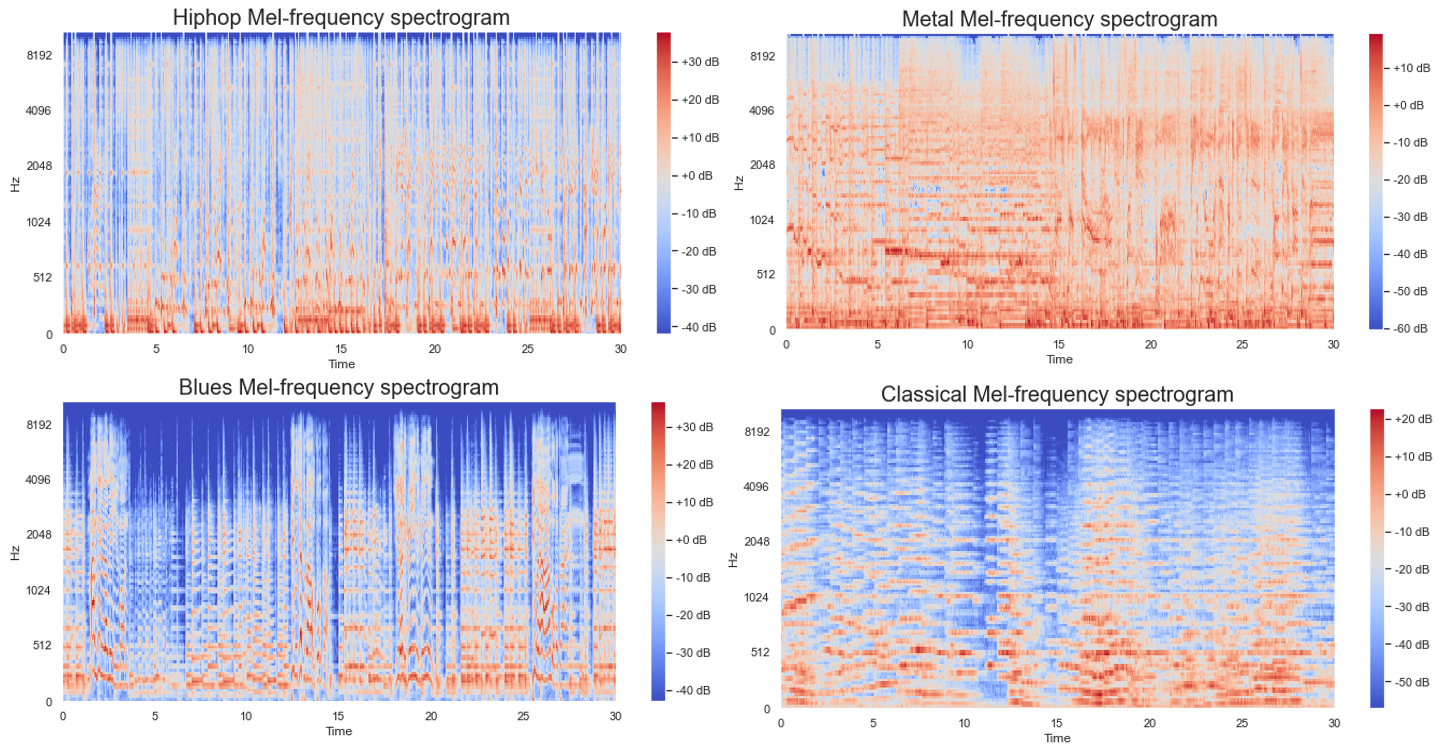 Hiphop Mel-frequency spectrogram
8192
4096
2048
1024
512
0
Hz
0 5 10 15 20 25 30
Time
+30 dB
+20 dB
+10 dB
+0 dB
-10 dB
-20 dB
-30 dB
-40 dB
Metal Mel-frequency spectrogram
8192
4096
2048
1024
512
0
Hz
0 5 10 15 20 25 30
Time
+10 dB
+0 dB
-10 dB
-20 dB
-30 dB
-40 dB
-50 dB
-60 dB
Blues Mel-frequency spectrogram
8192
4096
2048
1024
512
0
Hz
0 5 10 15 20 25 30
Time
+30 dB
+20 dB
+10 dB
+0 dB
-10 dB
-20 dB
-30 dB
-40 dB
Classical Mel-frequency spectrogram
8192
4096
2048
1024
512
0
Hz
0 5 10 15 20 25 30
Time
+20 dB
+10 dB
+0 dB
-10 dB
-20 dB
-30 dB
-40 dB
-50 dB